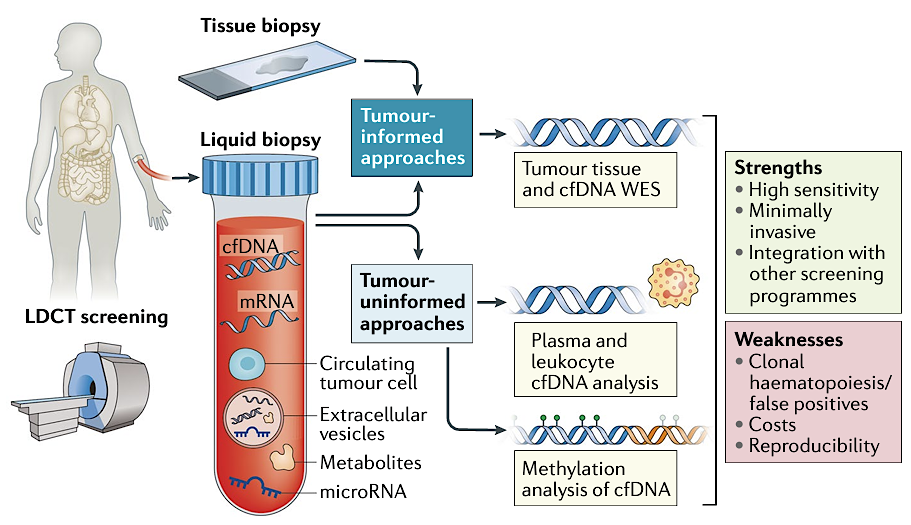 Tissue biopsy
Liquid biopsy
LDCT screening
cfDNA
mRNA
Circulating
tumour cell
Extracellular
vesicles
Metabolites
microRNA
Tumour-
informed
approaches
Tumour-
uninformed
approaches
Tumour tissue
and cfDNA WES
Plasma and
leukocyte
cfDNA analysis
Methylation
analysis of cfDNA
Strengths
• High sensitivity
• Minimally
invasive
• Integration with
other screening
programmes
Weaknesses
• Clonal
haematopoiesis/
false positives
• Costs
• Reproducibility